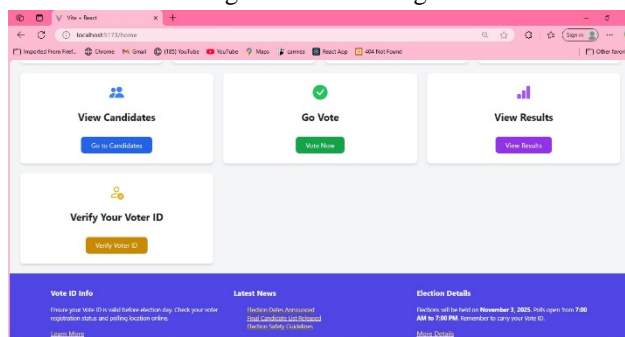 Vite + React
localhost:5173/home
Sign in
Imported From Firef..
Chrome
Gmail
(185) YouTube
YouTube
Maps
React App
404 Not Found
Other favor
View Candidates
Go Vote
View Results
Go to Candidates
Vote Now
View Results
Verify Your Voter ID
Verify Voter ID
Vote ID Info
Latest News
Election Details
Ensure your Vote ID is valid before election day. Check your voter
registration status and polling location online.
Learn More
Election Dates Announced
Final Candidate List Released
Election Safety Guidelines
Elections will be held on November 3, 2025. Polls open from 7:00
AM to 7:00 PM. Remember to carry your Vote ID.
More Details